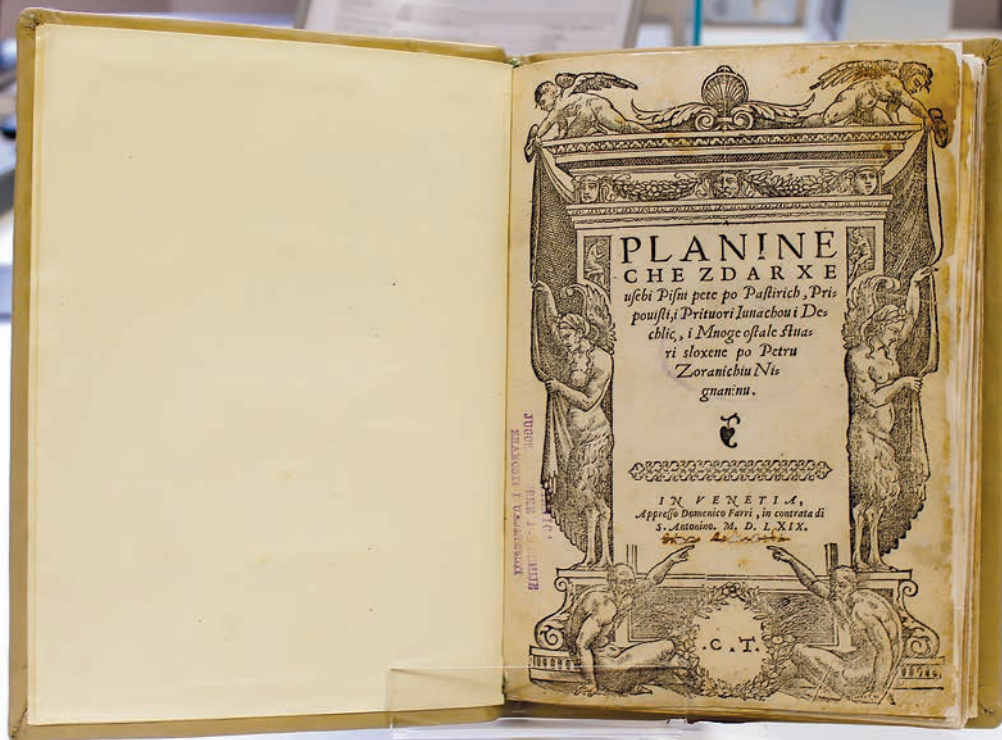 PLANINE
CHE ZDARXE
uſebi Piſni pete po Paſtirich, Pri-
pouiſti, i Prituori Iunachou i De-
chlic, i Mnoge oſtale ſtua-
ri sloxene po Petru
Zoranichiu Ni-
gnaninu.
IN VENETIA,
Appreſſo Domenico Farri, in contrata di
S. Antonino. M. D. LXIX.
.C.T.